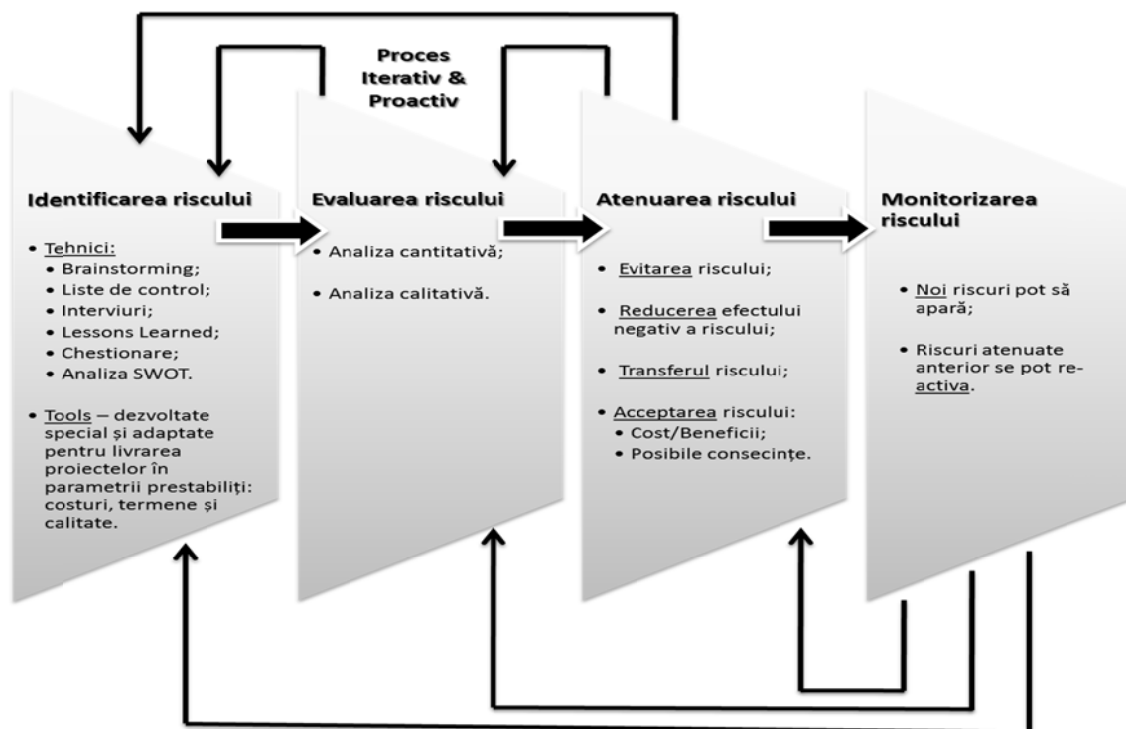 Proces
Iterativ &
Proactiv
Identificarea riscului
• Tehnici:
• Brainstorming;
• Liste de control;
• Interviuri;
• Lessons Learned;
• Chestionare;
• Analiza SWOT.
• Tools – dezvoltate
special și adaptate
pentru livrarea
proiectelor în
parametrii prestabiliți:
costuri, termene și
calitate.
Evaluarea riscului
• Analiza cantitativă;
• Analiza calitativă.
Atenuarea riscului
• Evitarea riscului;
• Reducerea efectului
negativ a riscului;
• Transferul riscului;
• Acceptarea riscului:
• Cost/Beneficii;
• Posibile consecințe.
Monitorizarea
riscului
• Noi riscuri pot să
apară;
• Riscuri atenuate
anterior se pot re-
activa.